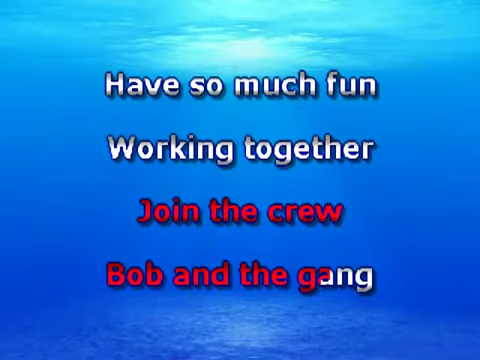 Have so much fun
Working together
Join the crew
Bob and the gang